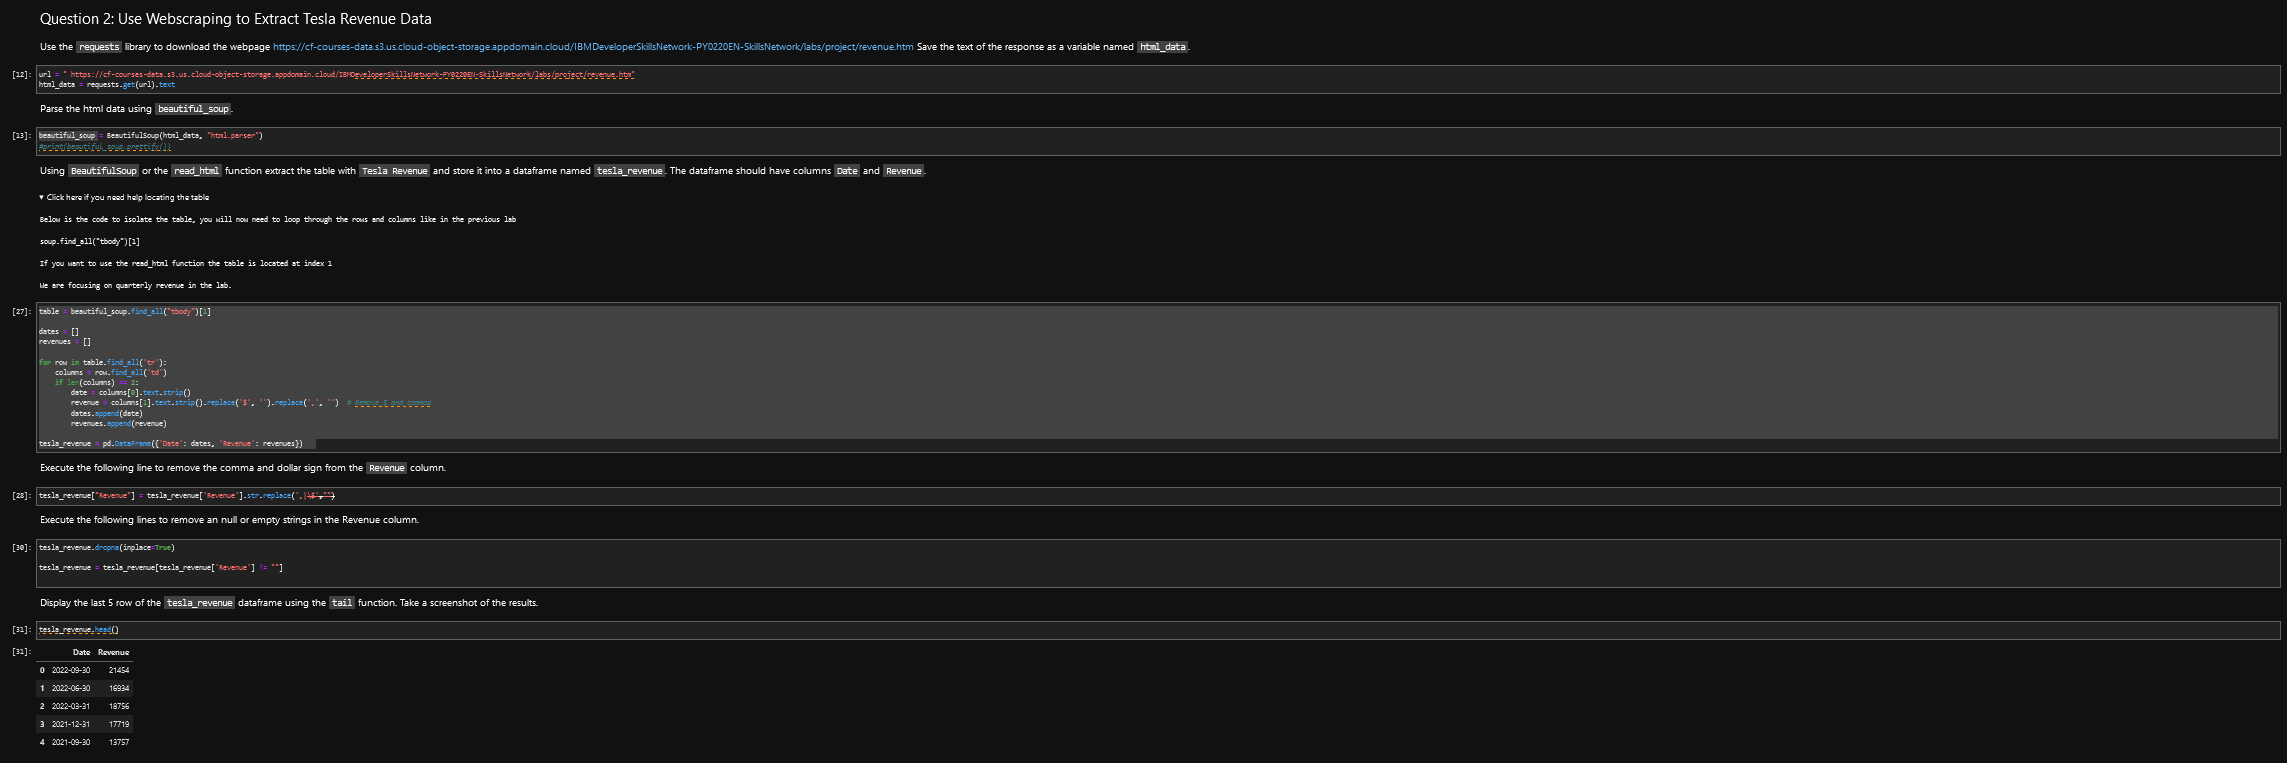 Question 2: Use Webscraping to Extract Tesla Revenue Data
Use the requests library to download the webpage https://cf-courses-data.s3.us.cloud-object-storage.appdomain.cloud/IBMDeveloperSkillsNetwork-PY0220EN-SkillsNetwork/labs/project/revenue.htm Save the text of the response as a variable named html_data.
[12]: url = " https://cf-courses-data.s3.us.cloud-object-storage.appdomain.cloud/IBMDeveloperSkillsNetwork-PY0220EN-SkillsNetwork/labs/project/revenue.htm"
html_data = requests.get(url).text
Parse the html data using beautiful_soup.
[13]: beautiful_soup = BeautifulSoup(html_data, "html.parser")
#print(beautiful_soup.prettify())
Using BeautifulSoup or the read_html function extract the table with Tesla Revenue and store it into a dataframe named tesla_revenue. The dataframe should have columns Date and Revenue.
▾ Click here if you need help locating the table
Below is the code to isolate the table, you will now need to loop through the rows and columns like in the previous lab
soup.find_all("tbody")[1]
If you want to use the read_html function the table is located at index 1
We are focusing on quarterly revenue in the lab.
[27]: table = beautiful_soup.find_all("tbody")[1]
dates = []
revenues = []
for row in table.find_all('tr'):
columns = row.find_all('td')
if len(columns) == 2:
date = columns[0].text.strip()
revenue = columns[1].text.strip().replace('$', '').replace(',', '') # Remove $ and commas
dates.append(date)
revenues.append(revenue)
tesla_revenue = pd.DataFrame({'Date': dates, 'Revenue': revenues})
Execute the following line to remove the comma and dollar sign from the Revenue column.
[28]: tesla_revenue["Revenue"] = tesla_revenue['Revenue'].str.replace(',|\$',"")
Execute the following lines to remove an null or empty strings in the Revenue column.
[30]: tesla_revenue.dropna(inplace=True)
tesla_revenue = tesla_revenue[tesla_revenue['Revenue'] != ""]
Display the last 5 row of the tesla_revenue dataframe using the tail function. Take a screenshot of the results.
[31]: tesla_revenue.head()
[31]: Date Revenue
0 2022-09-30 21454
1 2022-06-30 16934
2 2022-03-31 18756
3 2021-12-31 17719
4 2021-09-30 13757